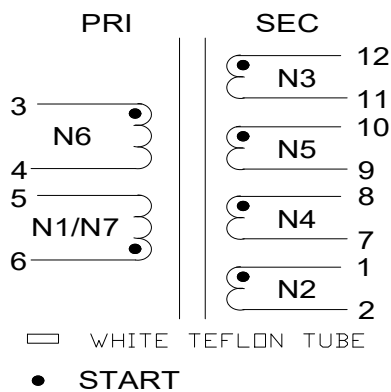 PRI SEC
12
N3
3 11
N6 10
N5
4 9
5 8
N1/N7 N4
6 7
1
N2
2
WHITE TEFLON TUBE
START